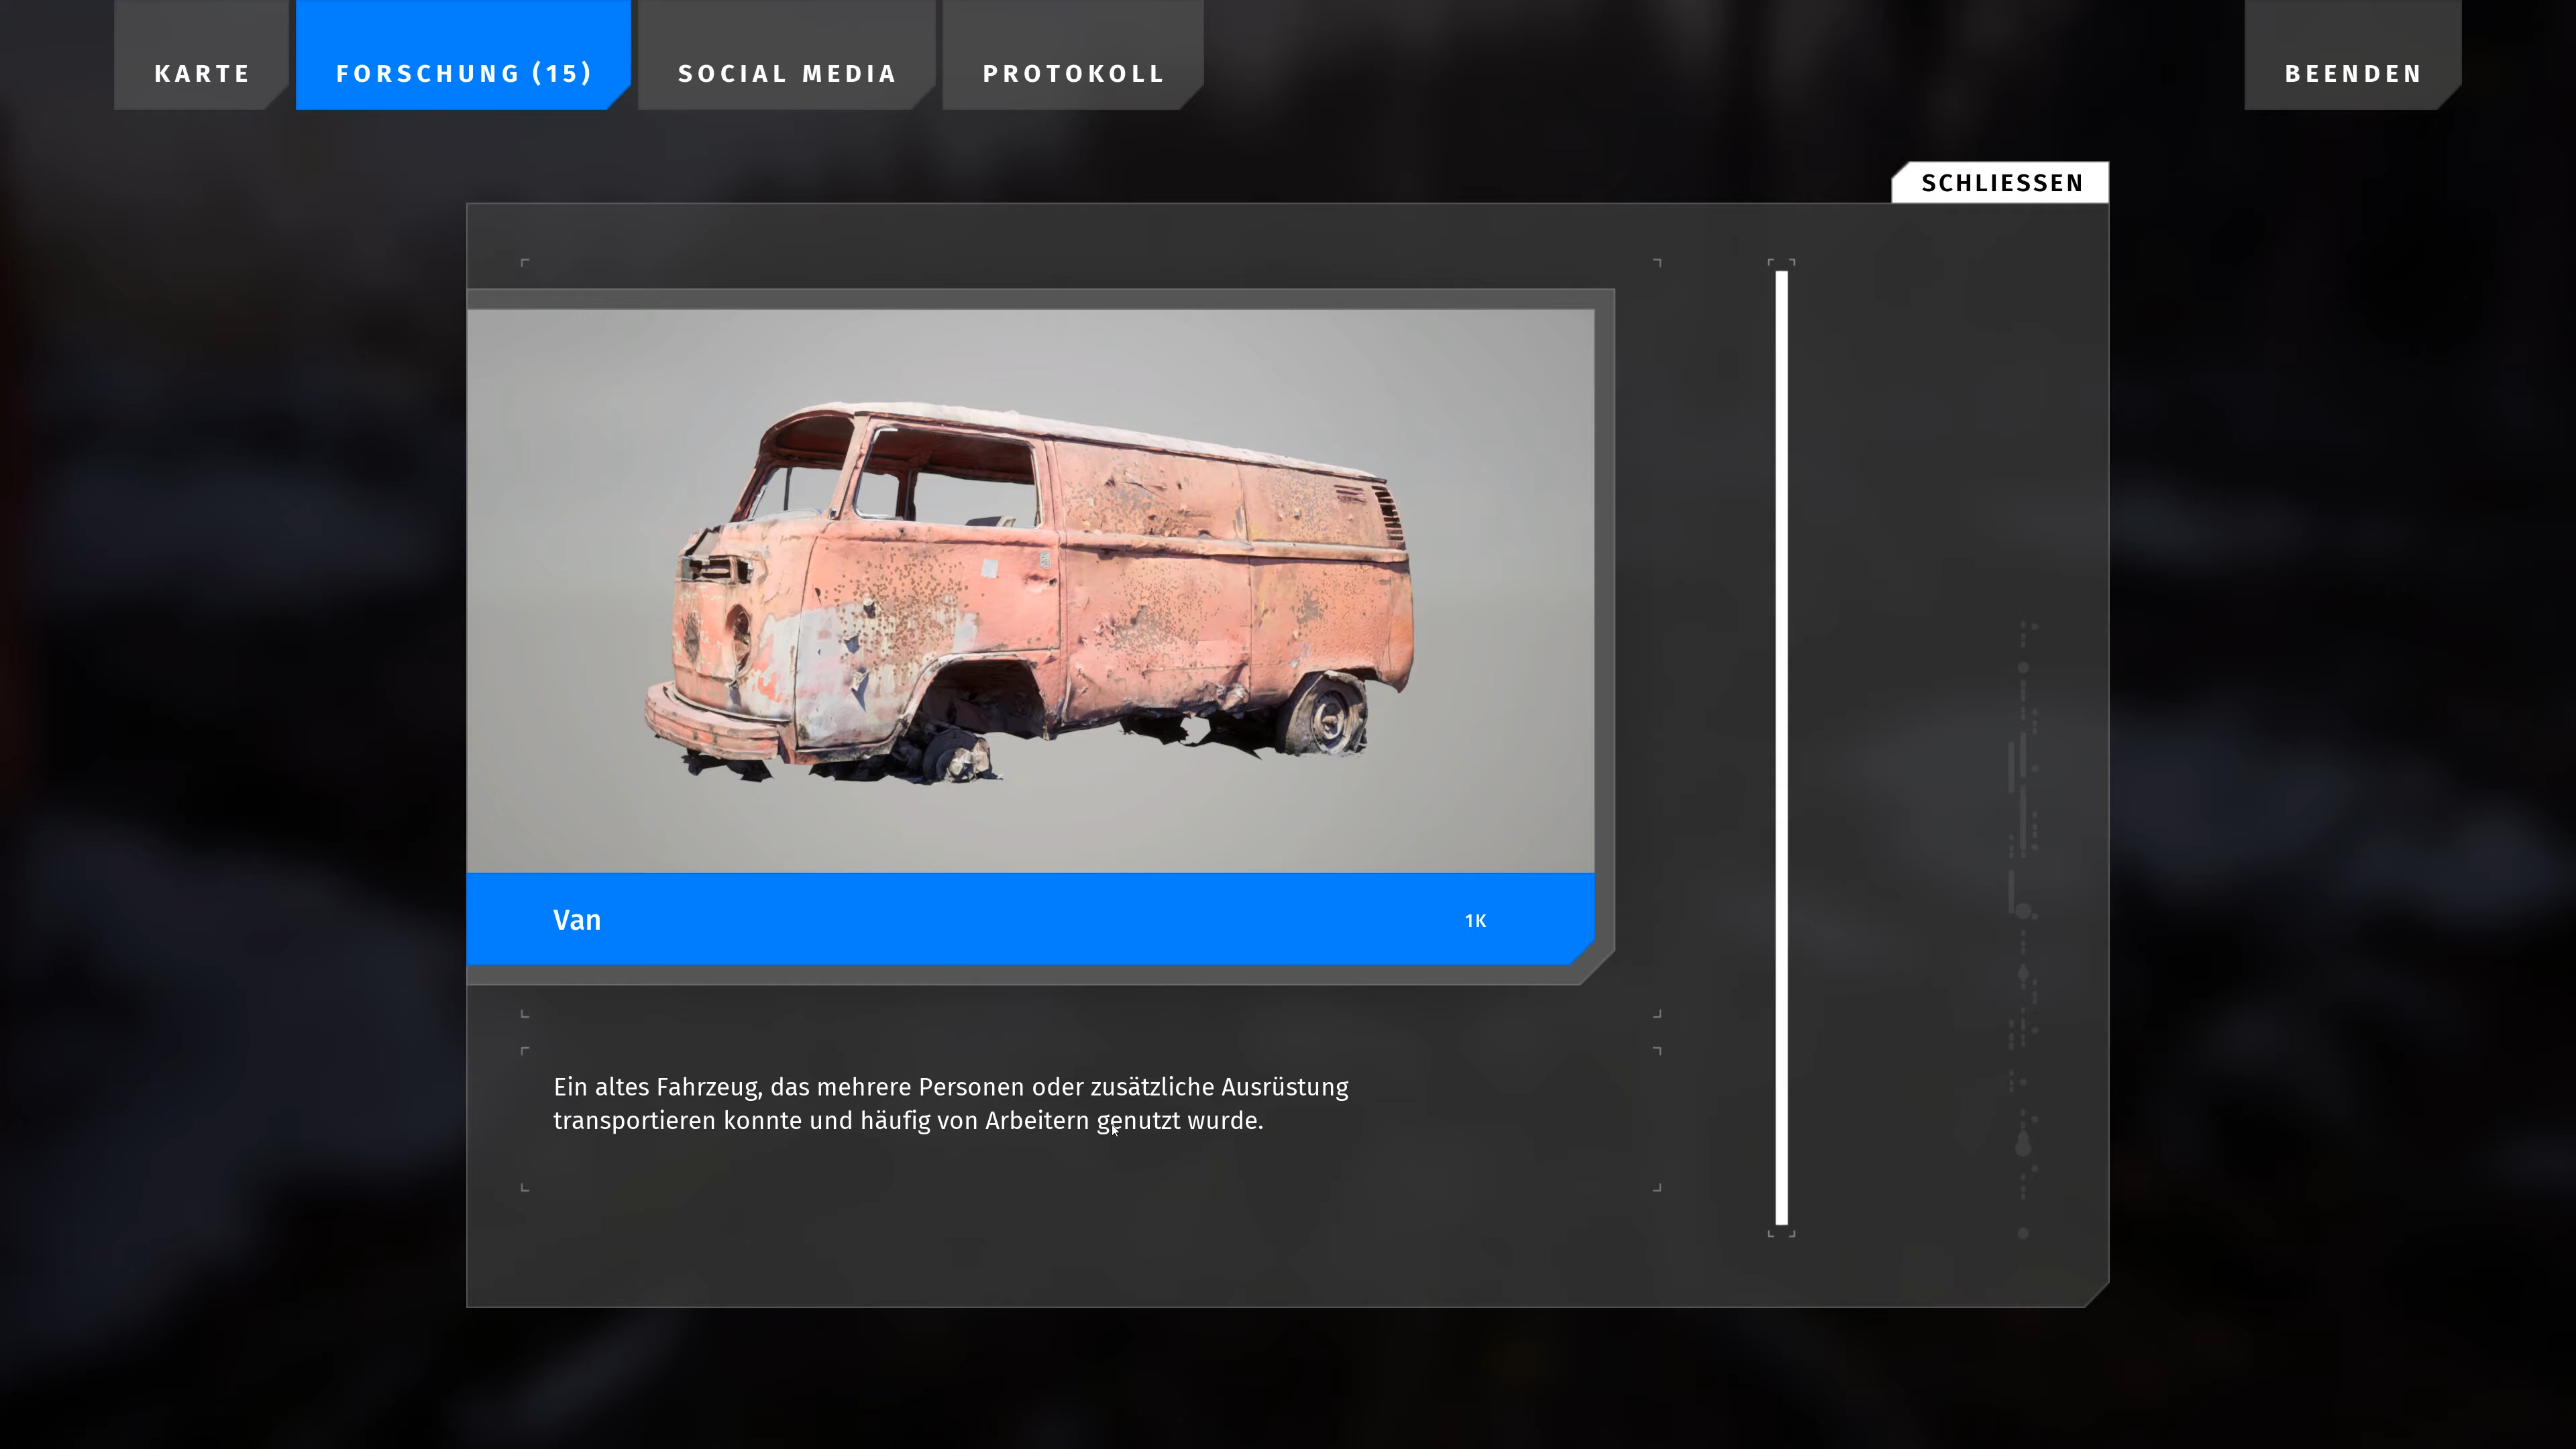 KARTE
FORSCHUNG (15)
SOCIAL MEDIA
PROTOKOLL
BEENDEN
SCHLIESSEN
Van
1K
Ein altes Fahrzeug, das mehrere Personen oder zusätzliche Ausrüstung
transportieren konnte und häufig von Arbeitern genutzt wurde.